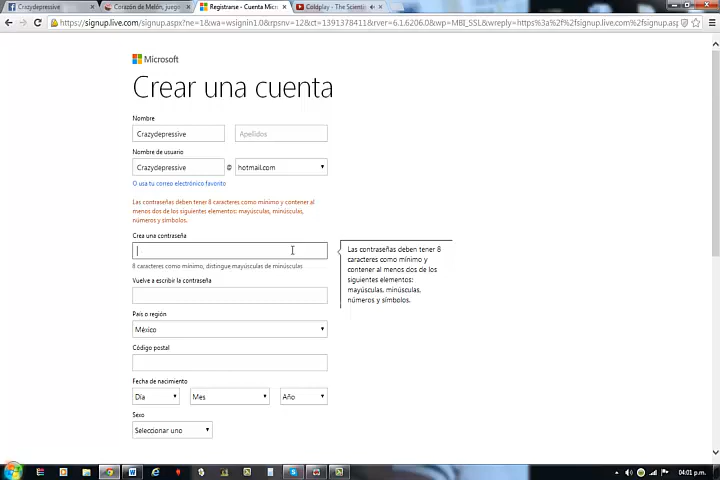 Crazydepressive
Corazón de Melón, juego
Registrarse - Cuenta Micr
Coldplay - The Scienti
https://signup.live.com/signup.aspx?ne=1&wa=wsignin1.0&rpsnv=12&ct=1391378411&rver=6.1.6206.0&wp=MBI_SSL&wreply=https%3a%2f%2fsignup.live.com%2fsignup.asp
Microsoft
Crear una cuenta
Nombre
Crazydepressive
Apellidos
Nombre de usuario
Crazydepressive @ hotmail.com
O usa tu correo electrónico favorito
Las contraseñas deben tener 8 caracteres como mínimo y contener al
menos dos de los siguientes elementos: mayúsculas, minúsculas,
números y símbolos.
Crea una contraseña
8 caracteres como mínimo, distingue mayúsculas de minúsculas
Las contraseñas deben tener 8
caracteres como mínimo y
contener al menos dos de los
siguientes elementos:
mayúsculas, minúsculas,
números y símbolos.
Vuelve a escribir la contraseña
País o región
México
Código postal
Fecha de nacimiento
Día
Mes
Año
Sexo
Seleccionar uno
04:01 p.m.